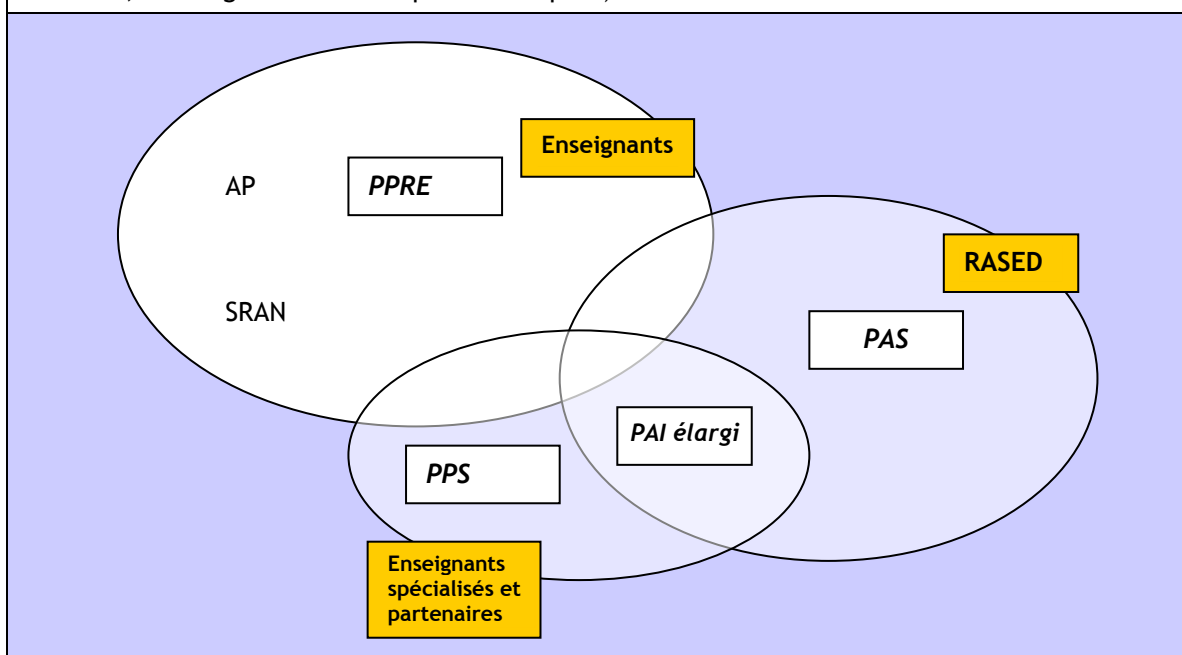 Enseignants
AP
PPRE
RASED
SRAN
PAS
PAI élargi
PPS
Enseignants
spécialisés et
partenaires